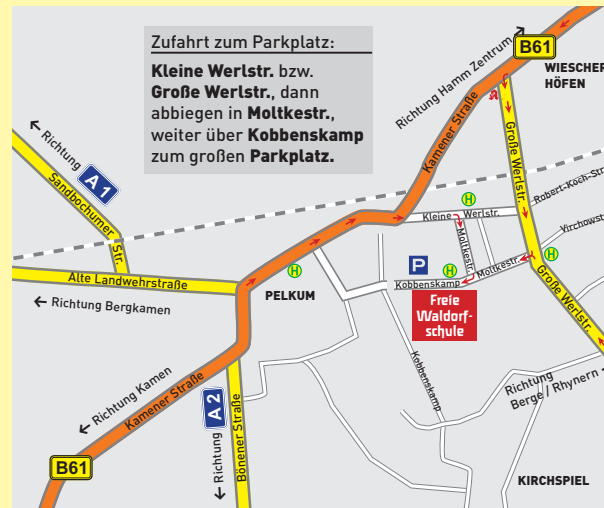 Zufahrt zum Parkplatz:
Kleine Werlstr. bzw.
Große Werlstr., dann
abbiegen in Moltkestr.,
weiter über Kobbenskamp
zum großen Parkplatz.
Richtung Hamm Zentrum →
B61
WIESCHER
HÖFEN
Kamener Straße
← Richtung
A 1
Sandbochumer
Str.
Große Werlstr.
Robert-Koch-Str
H
Kleine Werlstr.
Virchowstr
Moltkestr.
H
P
H
Moltkestr.
H
Kobbenskamp
Große Werlstr.
Alte Landwehrstraße
← Richtung Bergkamen
PELKUM
Freie
Waldorf-
schule
Kobbenskamp
← Richtung Kamen
Kamener Straße
Richtung
Berge / Rhynern →
A 2
← Richtung
Bönener Straße
B61
KIRCHSPIEL